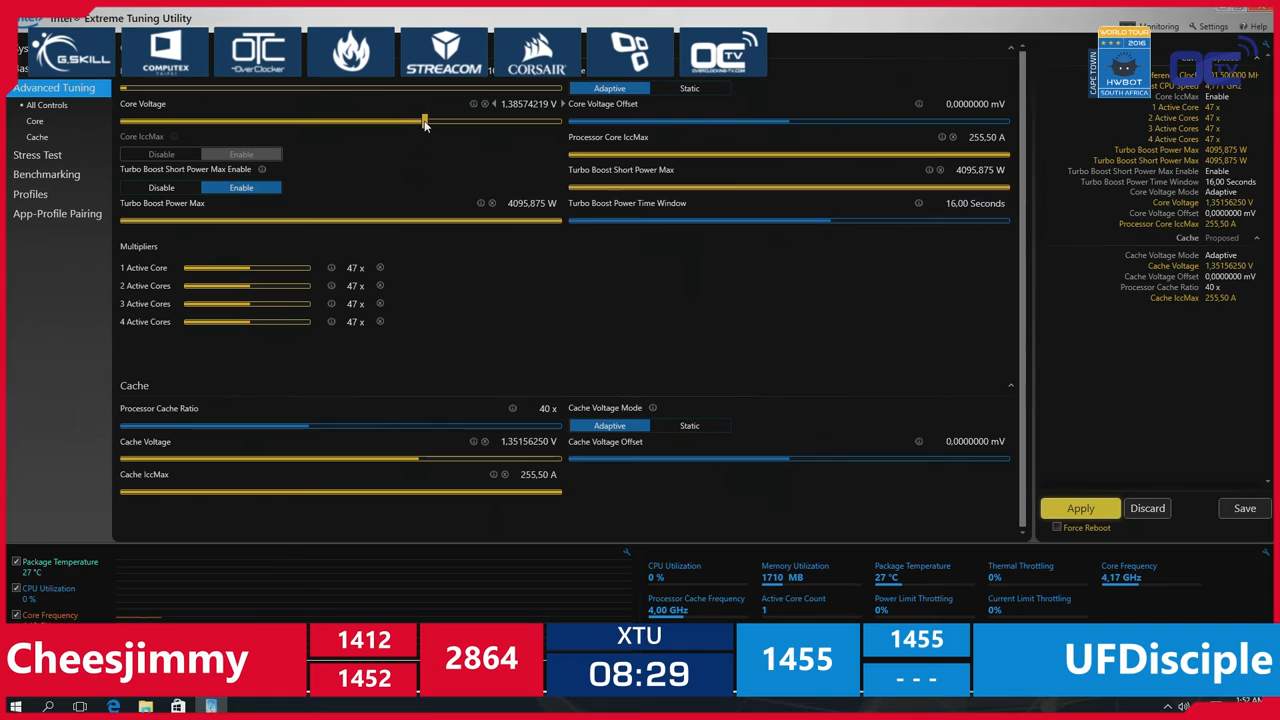 Intel® Extreme Tuning Utility
Monitoring
Settings
Help
G.SKILL
COMPUTEX
TAIPEI
OTC
OVERCLOCKER
STREACOM
CORSAIR
OC
OVERCLOCKING-TV.COM
WORLD TOUR
2016
HWBOT
CAPE TOWN
SOUTH AFRICA
OCTV
Advanced Tuning
All Controls
Core
Cache
Stress Test
Benchmarking
Profiles
App-Profile Pairing
Adaptive
Static
Core Voltage
1,38574219 V
Core Voltage Offset
0,0000000 mV
Core IccMax
Processor Core IccMax
255,50 A
Disable
Enable
Turbo Boost Short Power Max Enable
Turbo Boost Short Power Max
4095,875 W
Disable
Enable
Turbo Boost Power Max
4095,875 W
Turbo Boost Power Time Window
16,00 Seconds
Multipliers
1 Active Core
47 x
2 Active Cores
47 x
3 Active Cores
47 x
4 Active Cores
47 x
Cache
Processor Cache Ratio
40 x
Cache Voltage Mode
Adaptive
Static
Cache Voltage
1,35156250 V
Cache Voltage Offset
0,0000000 mV
Cache IccMax
255,50 A
Core IccMax Enable
1 Active Core 47 x
2 Active Cores 47 x
3 Active Cores 47 x
4 Active Cores 47 x
Turbo Boost Power Max 4095,875 W
Turbo Boost Short Power Max 4095,875 W
Turbo Boost Short Power Max Enable Enable
Turbo Boost Power Time Window 16,00 Seconds
Core Voltage Mode Adaptive
Core Voltage 1,35156250 V
Core Voltage Offset 0,0000000 mV
Processor Core IccMax 255,50 A
Cache Proposed
Cache Voltage Mode Adaptive
Cache Voltage 1,35156250 V
Cache Voltage Offset 0,0000000 mV
Processor Cache Ratio 40 x
Cache IccMax 255,50 A
Apply
Discard
Save
Force Reboot
Package Temperature
27 °C
CPU Utilization
0 %
Core Frequency
CPU Utilization
0 %
Memory Utilization
1710 MB
Package Temperature
27 °C
Thermal Throttling
0%
Core Frequency
4,17 GHz
Processor Cache Frequency
4,00 GHz
Active Core Count
1
Power Limit Throttling
0%
Current Limit Throttling
0%
Cheesjimmy
1412
1452
2864
XTU
08:29
1455
1455
- - -
UFDisciple